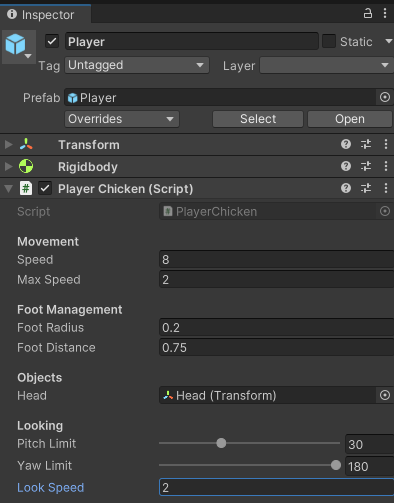 Inspector
Player Static
Tag Untagged Layer
Prefab Player
Overrides Select Open
Transform
Rigidbody
# Player Chicken (Script)
Script # PlayerChicken
Movement
Speed 8
Max Speed 2
Foot Management
Foot Radius 0.2
Foot Distance 0.75
Objects
Head Head (Transform)
Looking
Pitch Limit 30
Yaw Limit 180
Look Speed 2